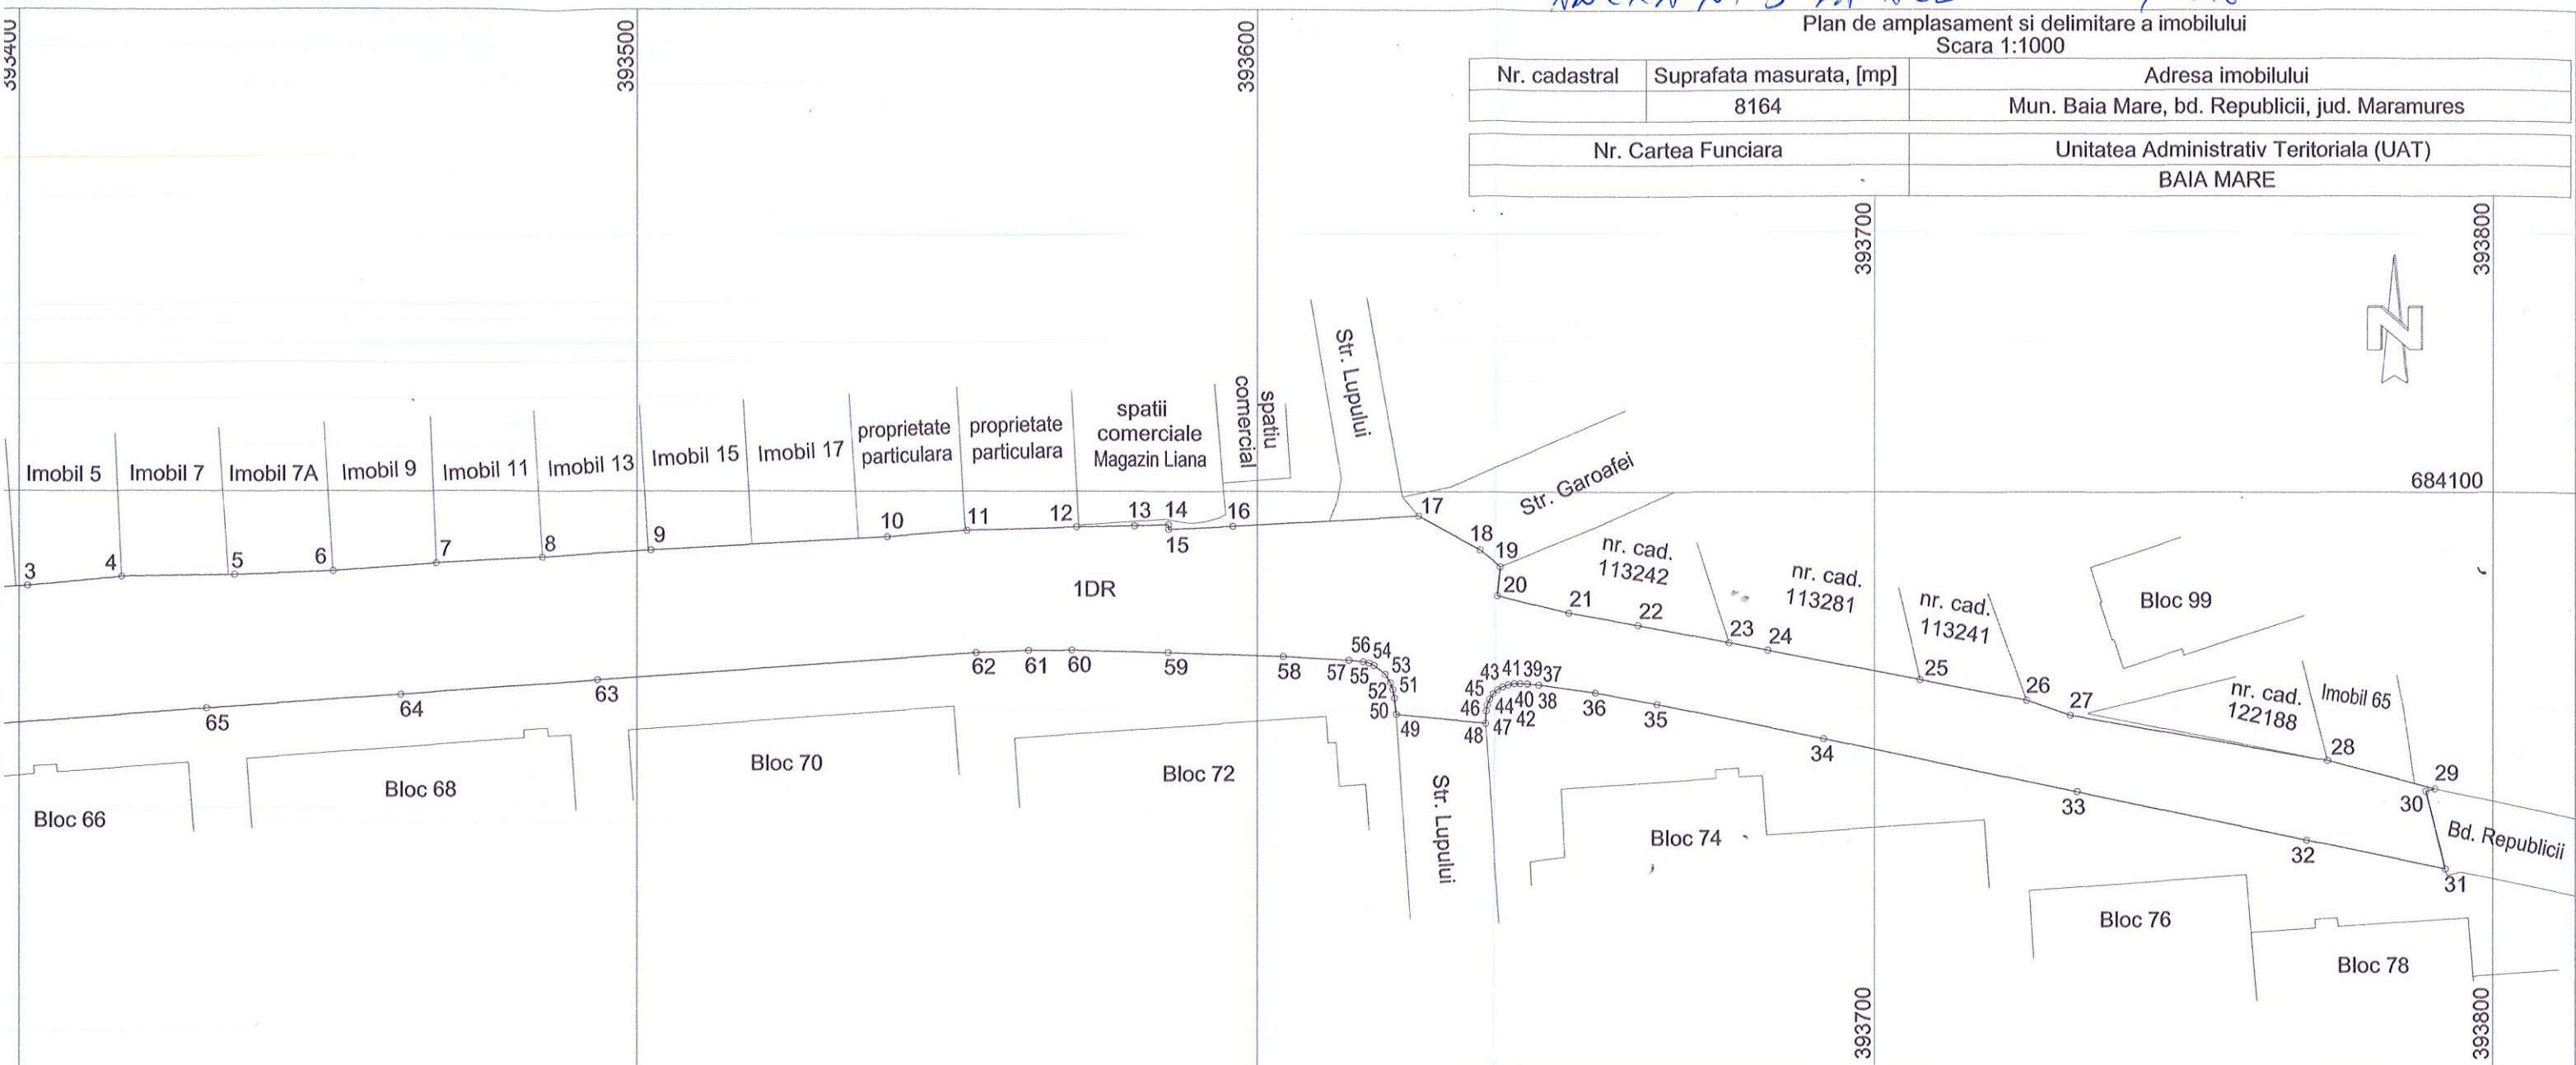 Plan de amplasament si delimitare a imobilului
Scara 1:1000
Nr. cadastral Suprafata masurata, [mp] Adresa imobilului
8164 Mun. Baia Mare, bd. Republicii, jud. Maramures
Nr. Cartea Funciara Unitatea Administrativ Teritoriala (UAT)
BAIA MARE
393400
393500
393600
393700
393800
N
684100
Str. Lupului
Str. Garoafei
Imobil 5
Imobil 7
Imobil 7A
Imobil 9
Imobil 11
Imobil 13
Imobil 15
Imobil 17
proprietate
particulara
proprietate
particulara
spatii
comerciale
Magazin Liana
spatiu
comercial
3
4
5
6
7
8
9
10
11
12
13
14
15
16
17
18
19
20
21
22
23
24
25
26
27
28
29
30
31
1DR
nr. cad.
113242
nr. cad.
113281
nr. cad.
113241
Bloc 99
nr. cad.
122188
Imobil 65
Bd. Republicii
65
64
63
62
61
60
59
58
57
56
55
54
53
52
51
50
49
48
47
46
45
44
43
42
41
40
39
38
37
36
35
34
33
32
Bloc 66
Bloc 68
Bloc 70
Bloc 72
Str. Lupului
Bloc 74
Bloc 76
Bloc 78
393700
393800